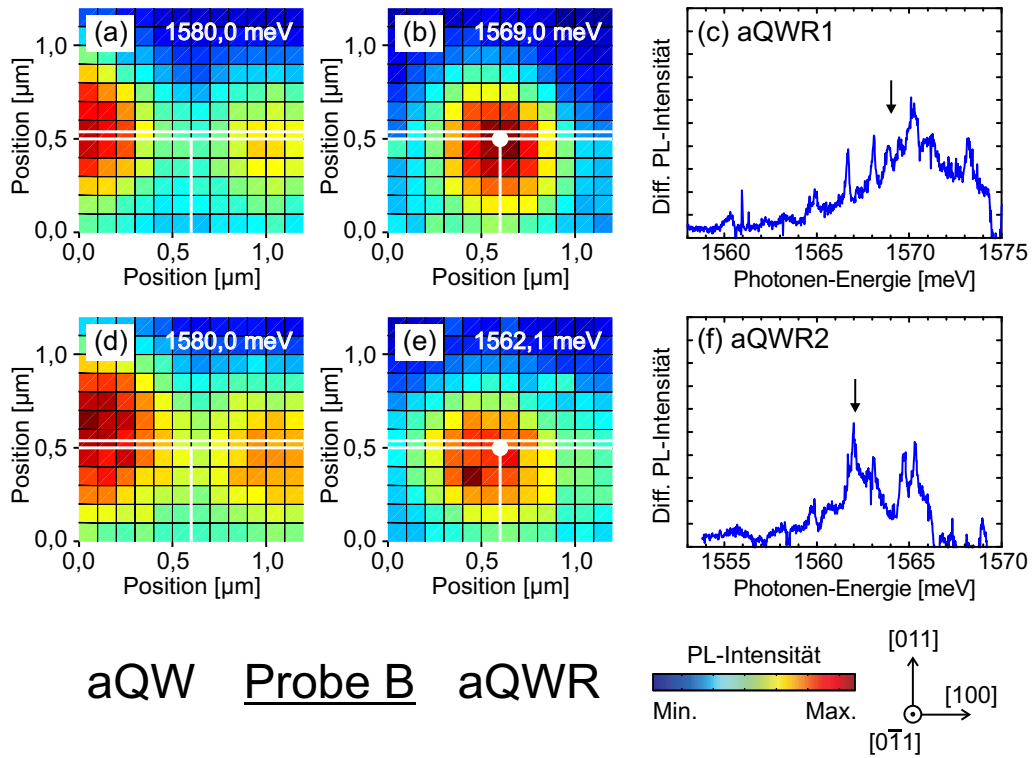 (a) 1580,0 meV
1,0
0,5
0,0
Position [µm]
0,0 0,5 1,0
Position [µm]
(b) 1569,0 meV
1,0
0,5
0,0
Position [µm]
0,0 0,5 1,0
Position [µm]
(c) aQWR1
Diff. PL-Intensität
1560 1565 1570 1575
Photonen-Energie [meV]
(d) 1580,0 meV
1,0
0,5
0,0
Position [µm]
0,0 0,5 1,0
Position [µm]
(e) 1562,1 meV
1,0
0,5
0,0
Position [µm]
0,0 0,5 1,0
Position [µm]
(f) aQWR2
Diff. PL-Intensität
1555 1560 1565 1570
Photonen-Energie [meV]
aQW Probe B aQWR
PL-Intensität
Min. Max.
[011]
[100]
[01̅1]